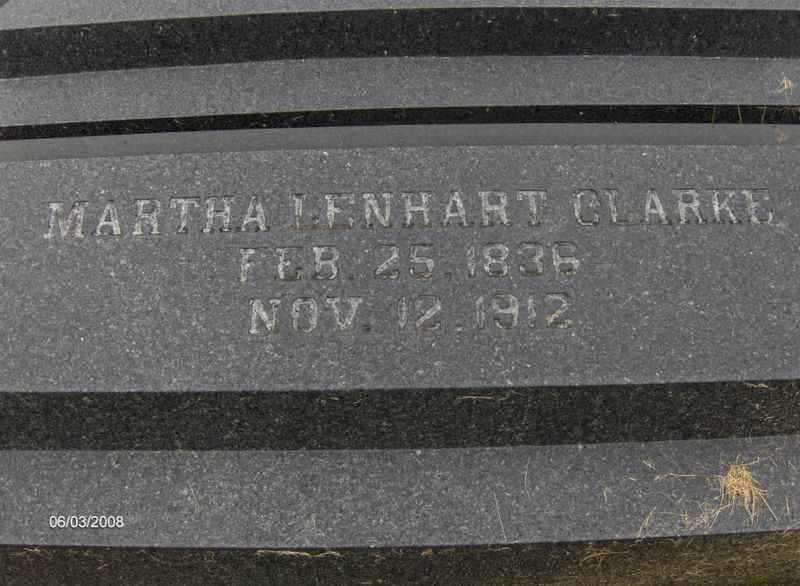 MARTHA LENHART CLARKE
FEB. 25. 1836
NOV. 12. 1912
06/03/2008